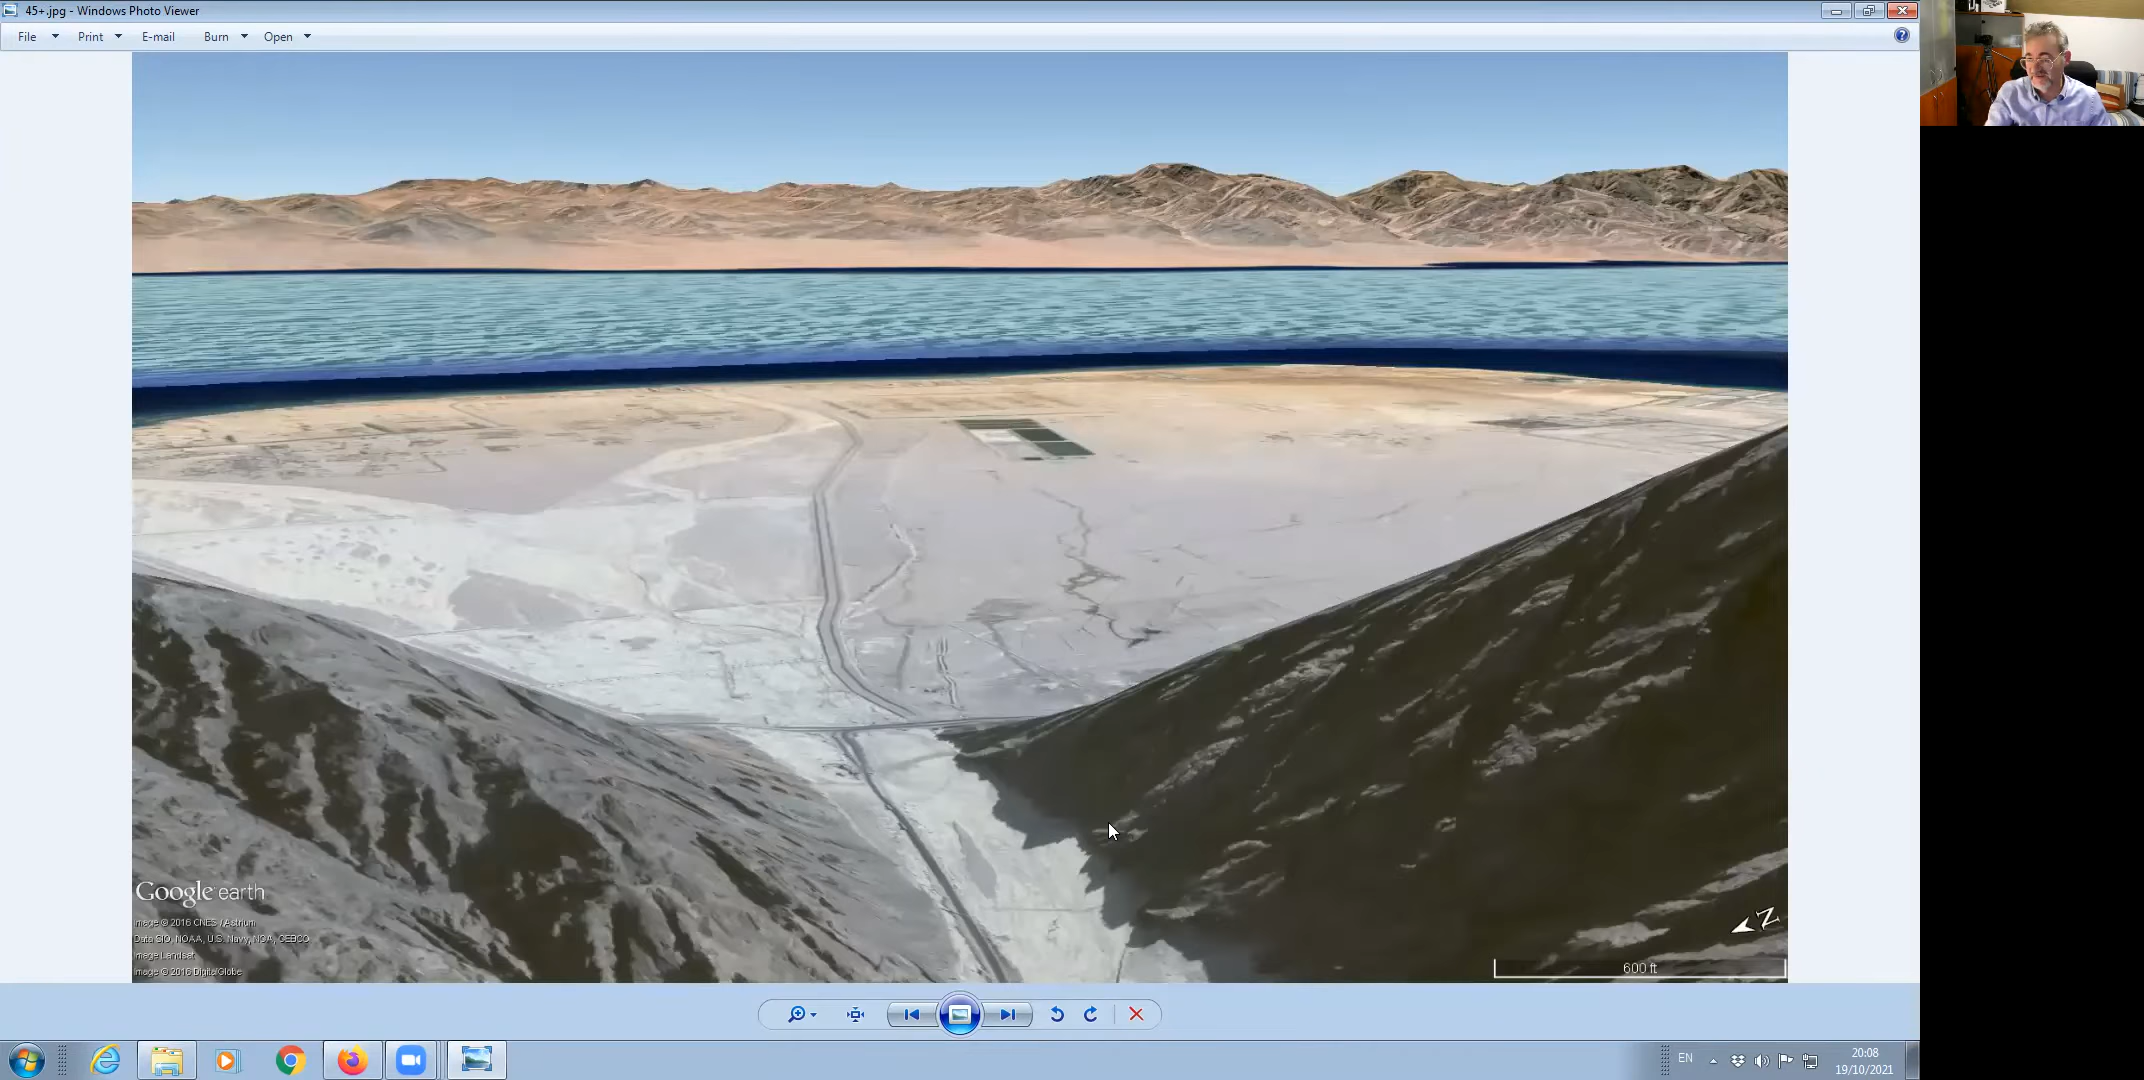 45+.jpg - Windows Photo Viewer
File Print E-mail Burn Open
Google earth
Image © 2016 CNES / Astrium
Data SIO, NOAA, U.S. Navy, NGA, GEBCO
Image Landsat
Image © 2016 DigitalGlobe
N
600 ft
EN
20:08
19/10/2021